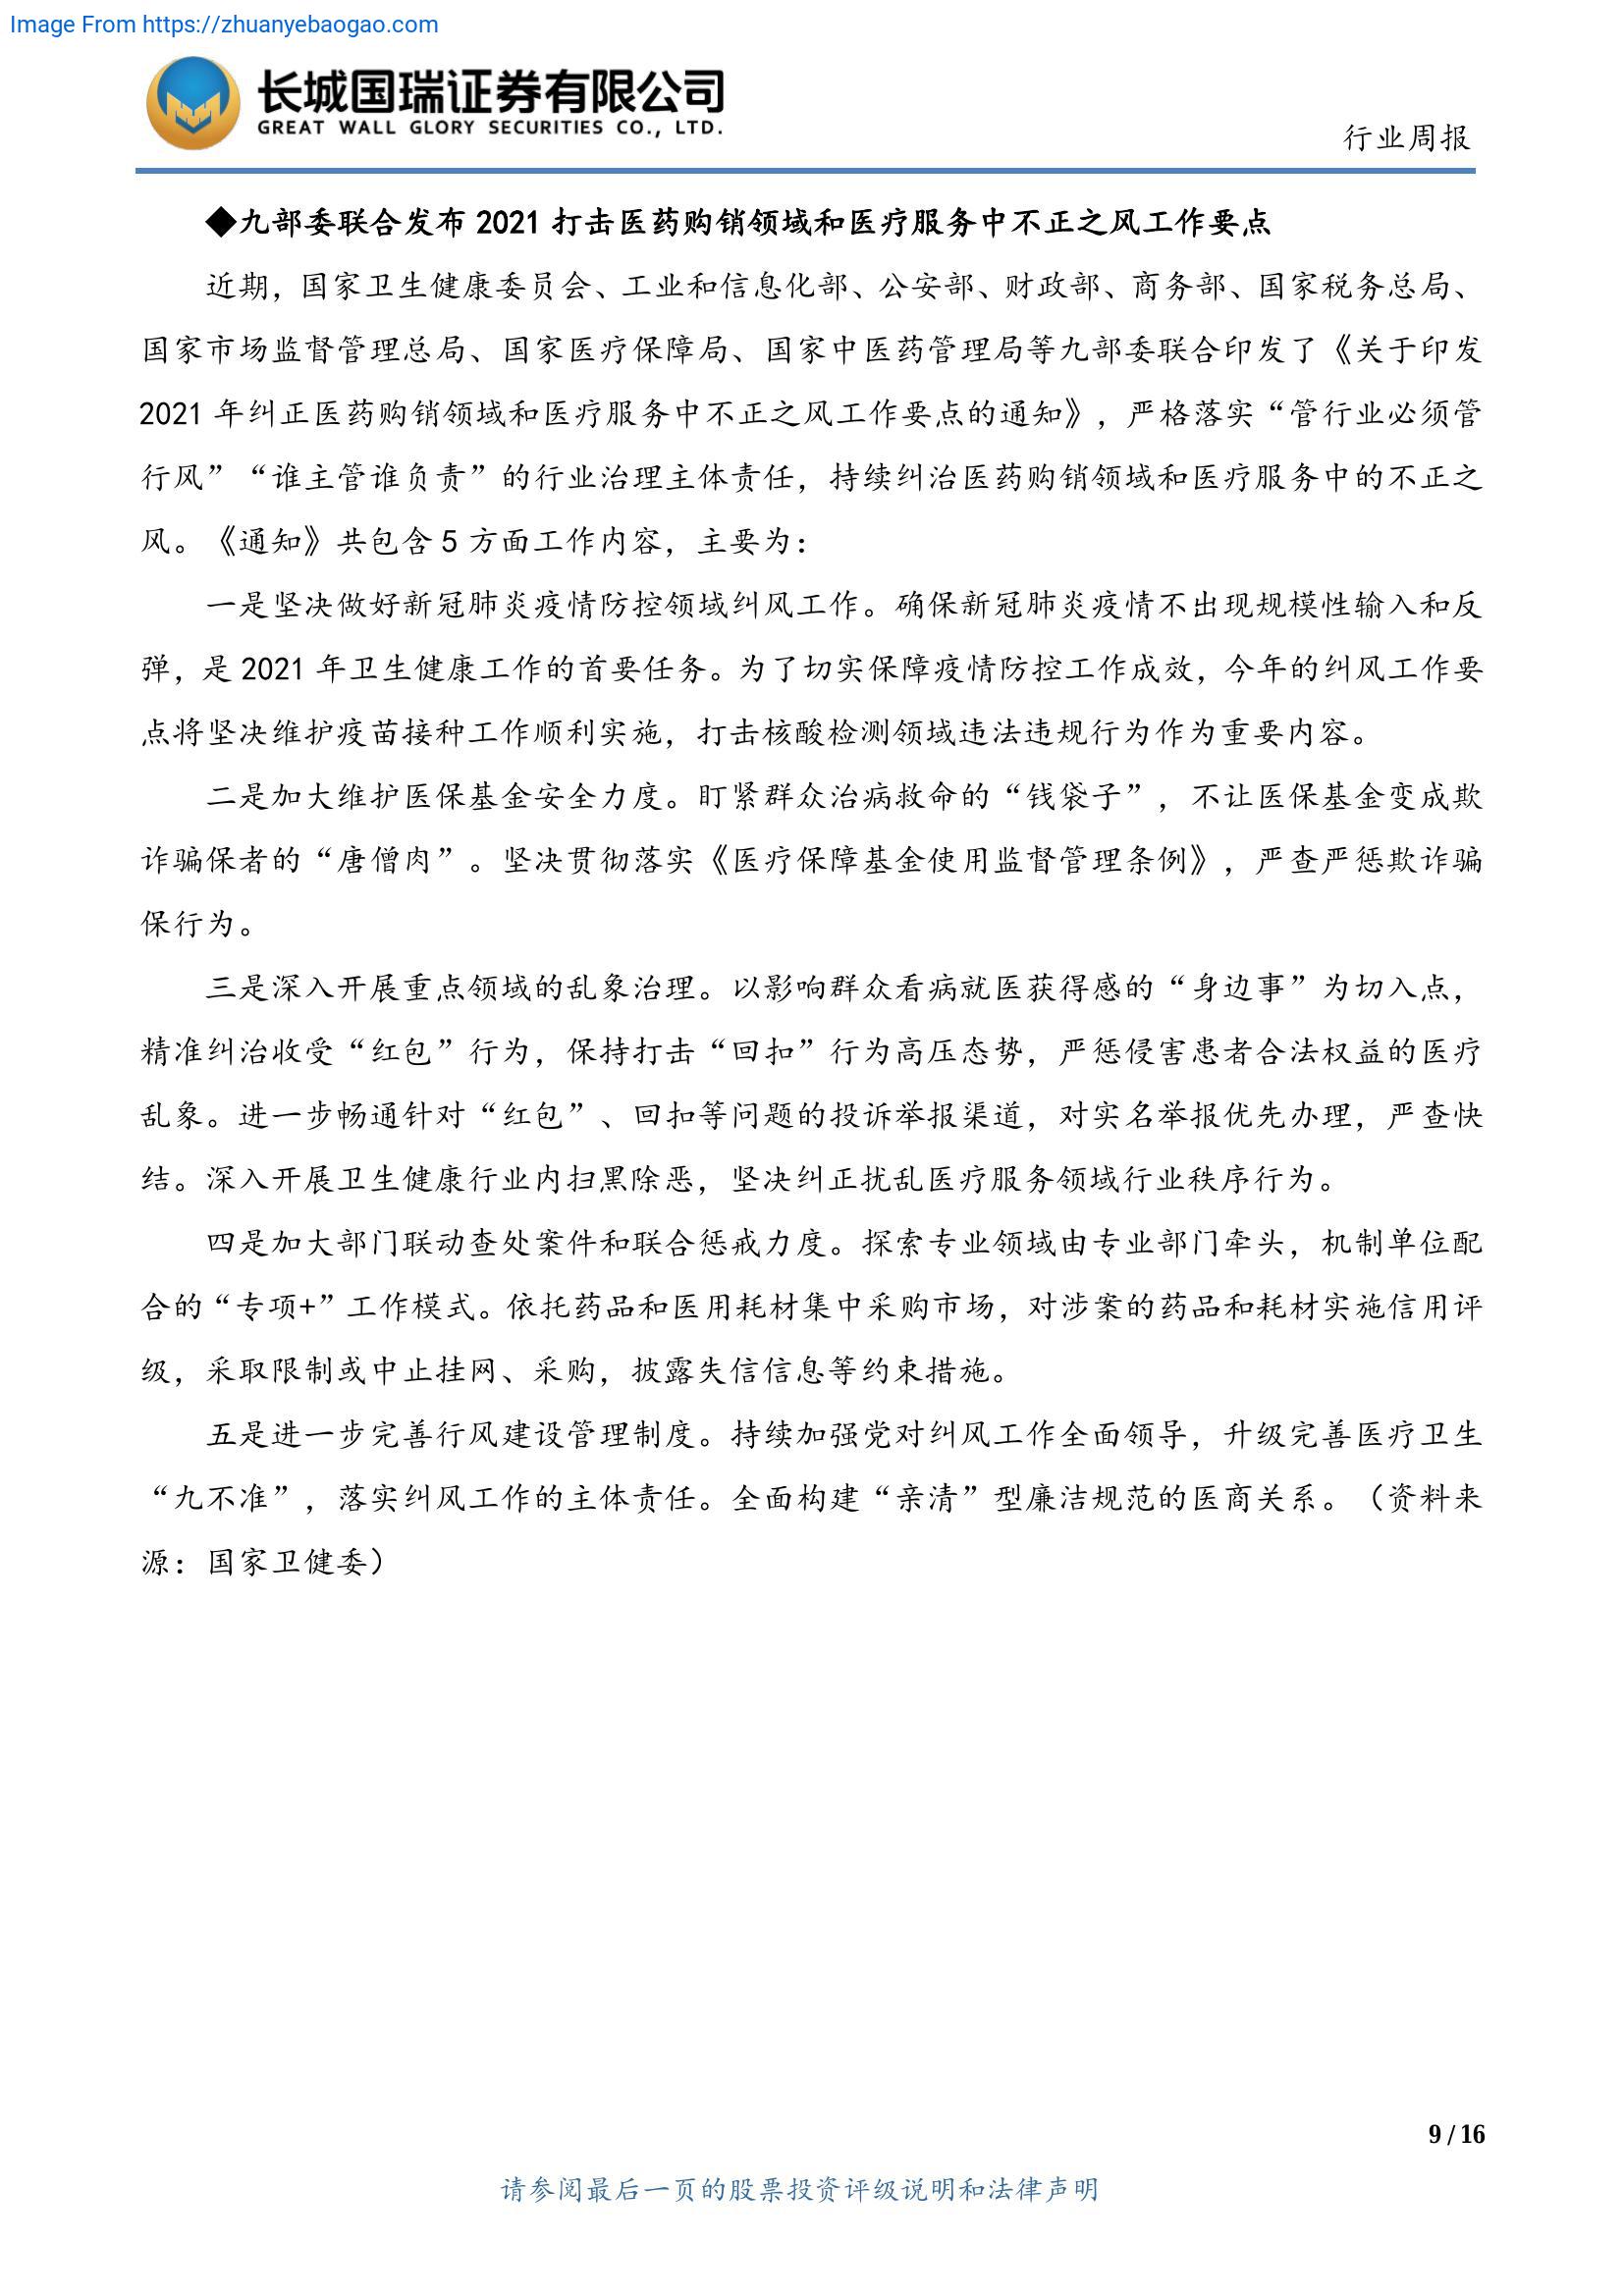 Image From https://zhuanyebaogao.com
长城国瑞证券有限公司
GREAT WALL GLORY SECURITIES CO., LTD.
行业周报
◆九部委联合发布 2021 打击医药购销领域和医疗服务中不正之风工作要点
近期，国家卫生健康委员会、工业和信息化部、公安部、财政部、商务部、国家税务总局、
国家市场监督管理总局、国家医疗保障局、国家中医药管理局等九部委联合印发了《关于印发
2021 年纠正医药购销领域和医疗服务中不正之风工作要点的通知》，严格落实“管行业必须管
行风”“谁主管谁负责”的行业治理主体责任，持续纠治医药购销领域和医疗服务中的不正之
风。《通知》共包含 5 方面工作内容，主要为：
一是坚决做好新冠肺炎疫情防控领域纠风工作。确保新冠肺炎疫情不出现规模性输入和反
弹，是 2021 年卫生健康工作的首要任务。为了切实保障疫情防控工作成效，今年的纠风工作要
点将坚决维护疫苗接种工作顺利实施，打击核酸检测领域违法违规行为作为重要内容。
二是加大维护医保基金安全力度。盯紧群众治病救命的“钱袋子”，不让医保基金变成欺
诈骗保者的“唐僧肉”。坚决贯彻落实《医疗保障基金使用监督管理条例》，严查严惩欺诈骗
保行为。
三是深入开展重点领域的乱象治理。以影响群众看病就医获得感的“身边事”为切入点，
精准纠治收受“红包”行为，保持打击“回扣”行为高压态势，严惩侵害患者合法权益的医疗
乱象。进一步畅通针对“红包”、回扣等问题的投诉举报渠道，对实名举报优先办理，严查快
结。深入开展卫生健康行业内扫黑除恶，坚决纠正扰乱医疗服务领域行业秩序行为。
四是加大部门联动查处案件和联合惩戒力度。探索专业领域由专业部门牵头，机制单位配
合的“专项+”工作模式。依托药品和医用耗材集中采购市场，对涉案的药品和耗材实施信用评
级，采取限制或中止挂网、采购，披露失信信息等约束措施。
五是进一步完善行风建设管理制度。持续加强党对纠风工作全面领导，升级完善医疗卫生
“九不准”，落实纠风工作的主体责任。全面构建“亲清”型廉洁规范的医商关系。（资料来
源：国家卫健委）
9 / 16
请参阅最后一页的股票投资评级说明和法律声明